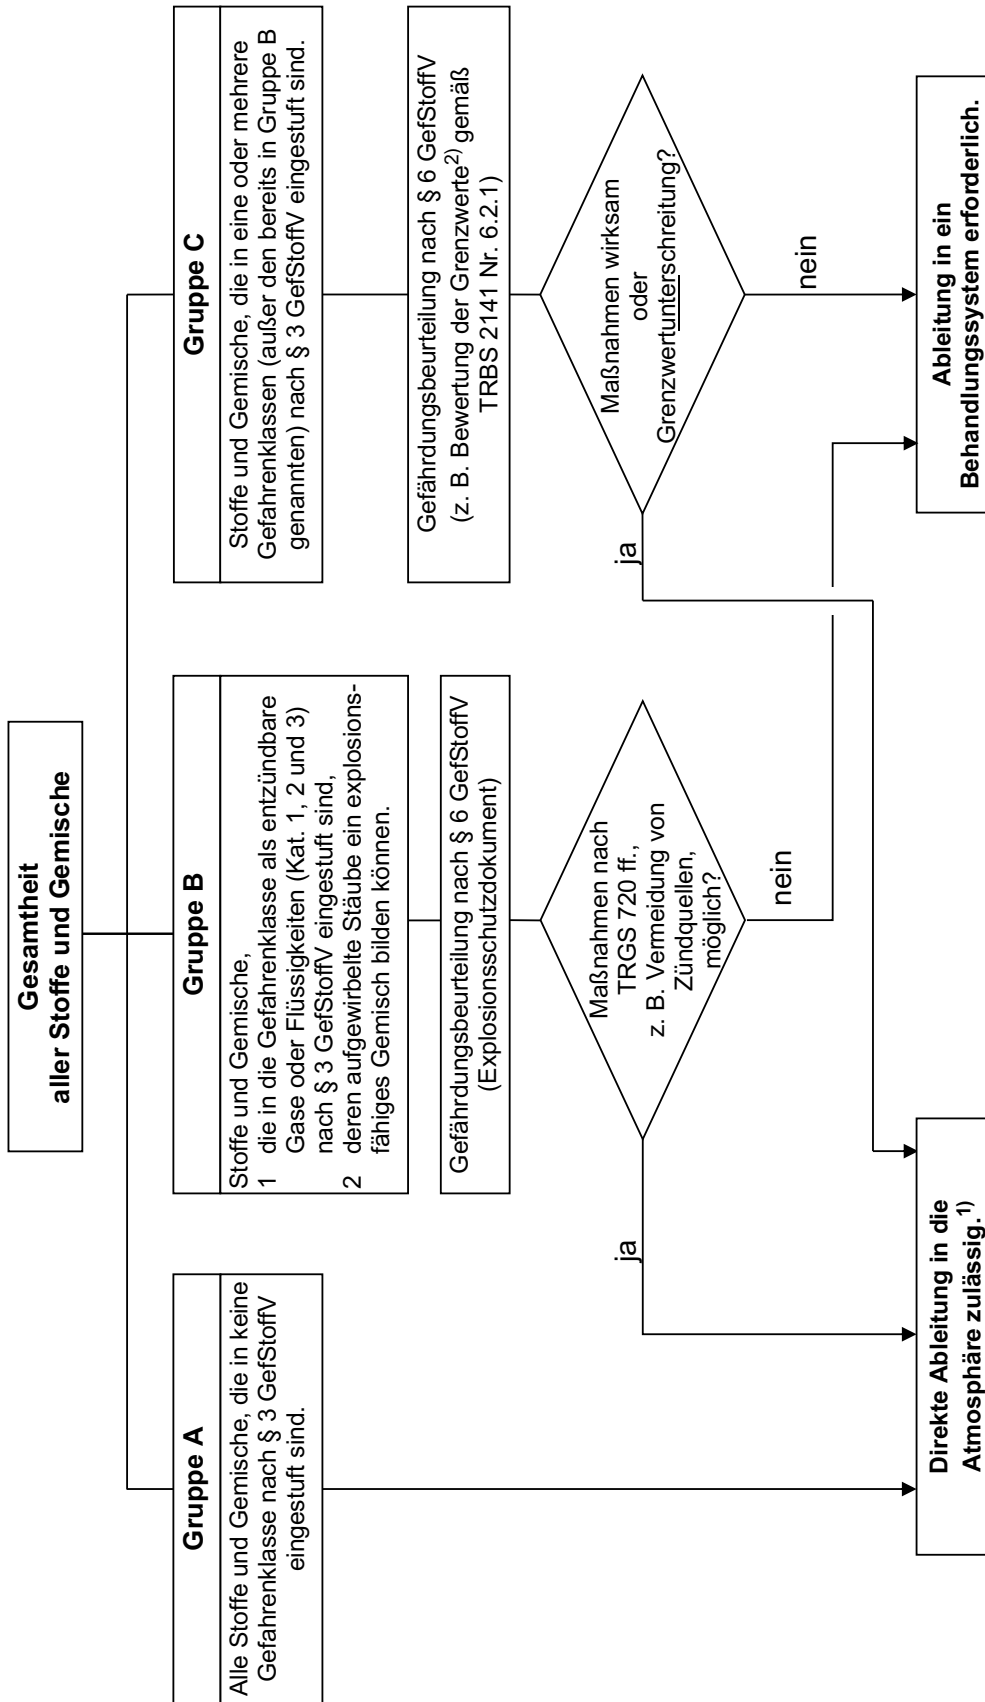 Gesamtheit
aller Stoffe und Gemische
Gruppe A
Alle Stoffe und Gemische, die in keine
Gefahrenklasse nach § 3 GefStoffV
eingestuft sind.
Gruppe B
Stoffe und Gemische,
1 die in die Gefahrenklasse als entzündbare
Gase oder Flüssigkeiten (Kat. 1, 2 und 3)
nach § 3 GefStoffV eingestuft sind,
2 deren aufgewirbelte Stäube ein explosions-
fähiges Gemisch bilden können.
Gefährdungsbeurteilung nach § 6 GefStoffV
(Explosionsschutzdokument)
Maßnahmen nach
TRGS 720 ff.,
z. B. Vermeidung von
Zündquellen,
möglich?
ja
nein
Gruppe C
Stoffe und Gemische, die in eine oder mehrere
Gefahrenklassen (außer den bereits in Gruppe B
genannten) nach § 3 GefStoffV eingestuft sind.
Gefährdungsbeurteilung nach § 6 GefStoffV
(z. B. Bewertung der Grenzwerte2) gemäß
TRBS 2141 Nr. 6.2.1)
Maßnahmen wirksam
oder
Grenzwertunterschreitung?
ja
nein
Direkte Ableitung in die
Atmosphäre zulässig.1)
Ableitung in ein
Behandlungssystem erforderlich.